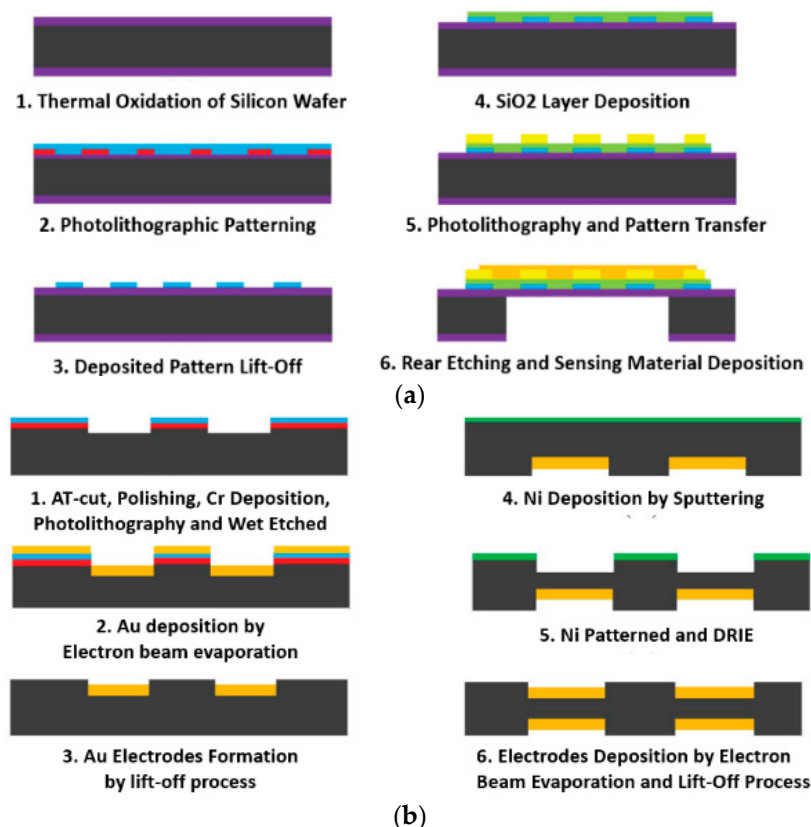 1. Thermal Oxidation of Silicon Wafer
4. SiO2 Layer Deposition
2. Photolithographic Patterning
5. Photolithography and Pattern Transfer
3. Deposited Pattern Lift-Off
6. Rear Etching and Sensing Material Deposition
(a)
1. AT-cut, Polishing, Cr Deposition,
Photolithography and Wet Etched
4. Ni Deposition by Sputtering
2. Au deposition by
Electron beam evaporation
5. Ni Patterned and DRIE
3. Au Electrodes Formation
by lift-off process
6. Electrodes Deposition by Electron
Beam Evaporation and Lift-Off Process
(b)